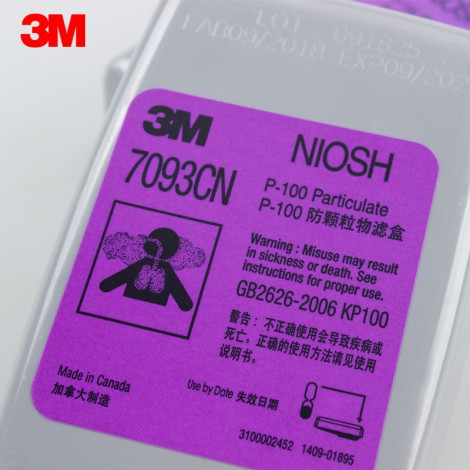 3M
LOT 091825
FAB09/2018 EXP09/202
3M NIOSH
7093CN
P-100 Particulate
P-100 防颗粒物滤盒
Warning : Misuse may result
in sickness or death. See
instructions for proper use.
GB2626-2006 KP100
警告：不正确使用会导致疾病或
死亡。正确的使用方法请见使用
说明书。
Made in Canada
加拿大制造
Use by Date 失效日期
3100002452 1409-01895